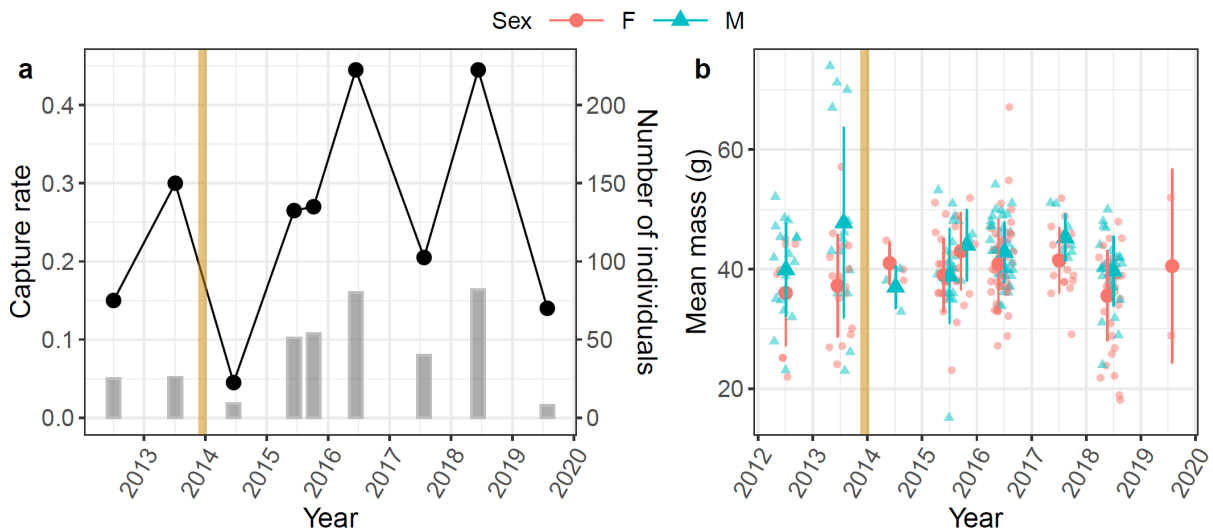 Sex F M
a
0.4
0.3
0.2
0.1
0.0
Capture rate
200
150
100
50
0
Number of individuals
2013 2014 2015 2016 2017 2018 2019 2020
Year
b
60
40
20
Mean mass (g)
2012 2013 2014 2015 2016 2017 2018 2019 2020
Year